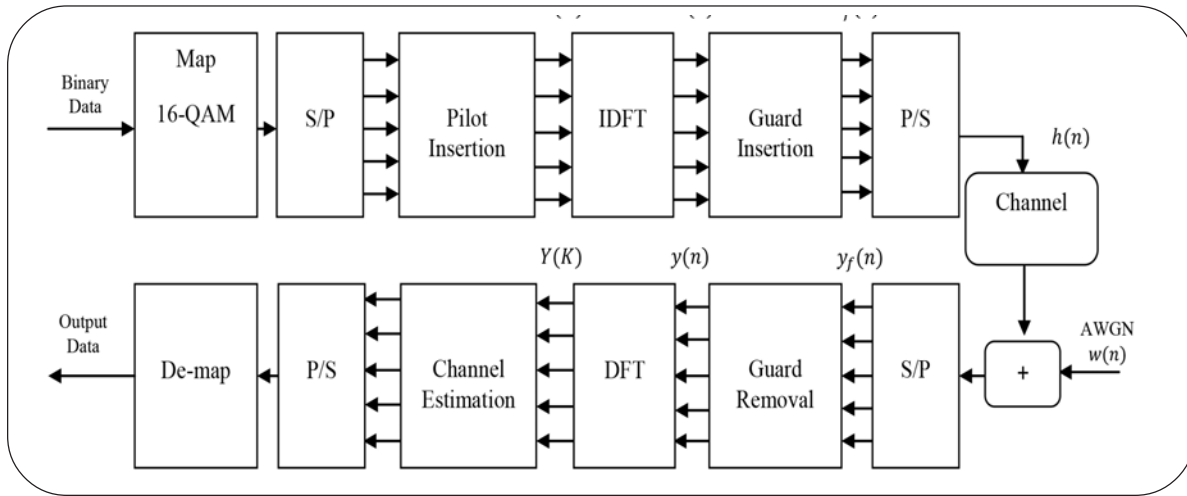 Binary
Data
Map
16-QAM
S/P
Pilot
Insertion
IDFT
Guard
Insertion
P/S
h(n)
Channel
AWGN
w(n)
+
S/P
y_f(n)
Guard
Removal
y(n)
DFT
Y(K)
Channel
Estimation
P/S
De-map
Output
Data